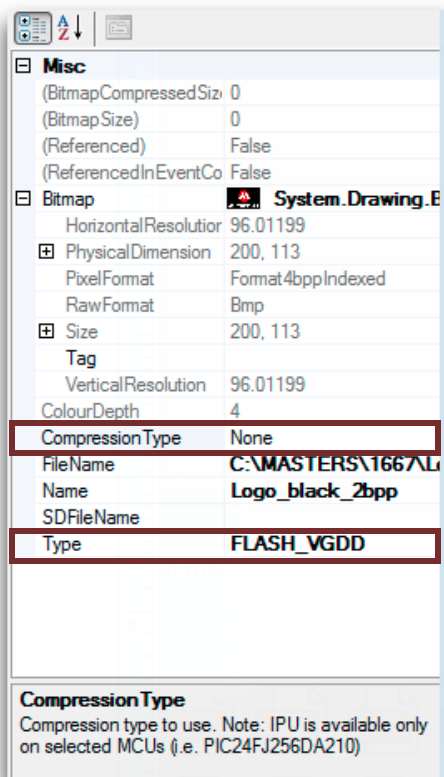 Misc
(BitmapCompressedSiz 0
(BitmapSize) 0
(Referenced) False
(ReferencedInEventCo False
Bitmap System.Drawing.B
HorizontalResolution 96.01199
PhysicalDimension 200, 113
PixelFormat Format4bppIndexed
RawFormat Bmp
Size 200, 113
Tag
VerticalResolution 96.01199
ColourDepth 4
CompressionType None
FileName C:\MASTERS\1667\Lo
Name Logo_black_2bpp
SDFileName
Type FLASH_VGDD
CompressionType
Compression type to use. Note: IPU is available only
on selected MCUs (i.e. PIC24FJ256DA210)